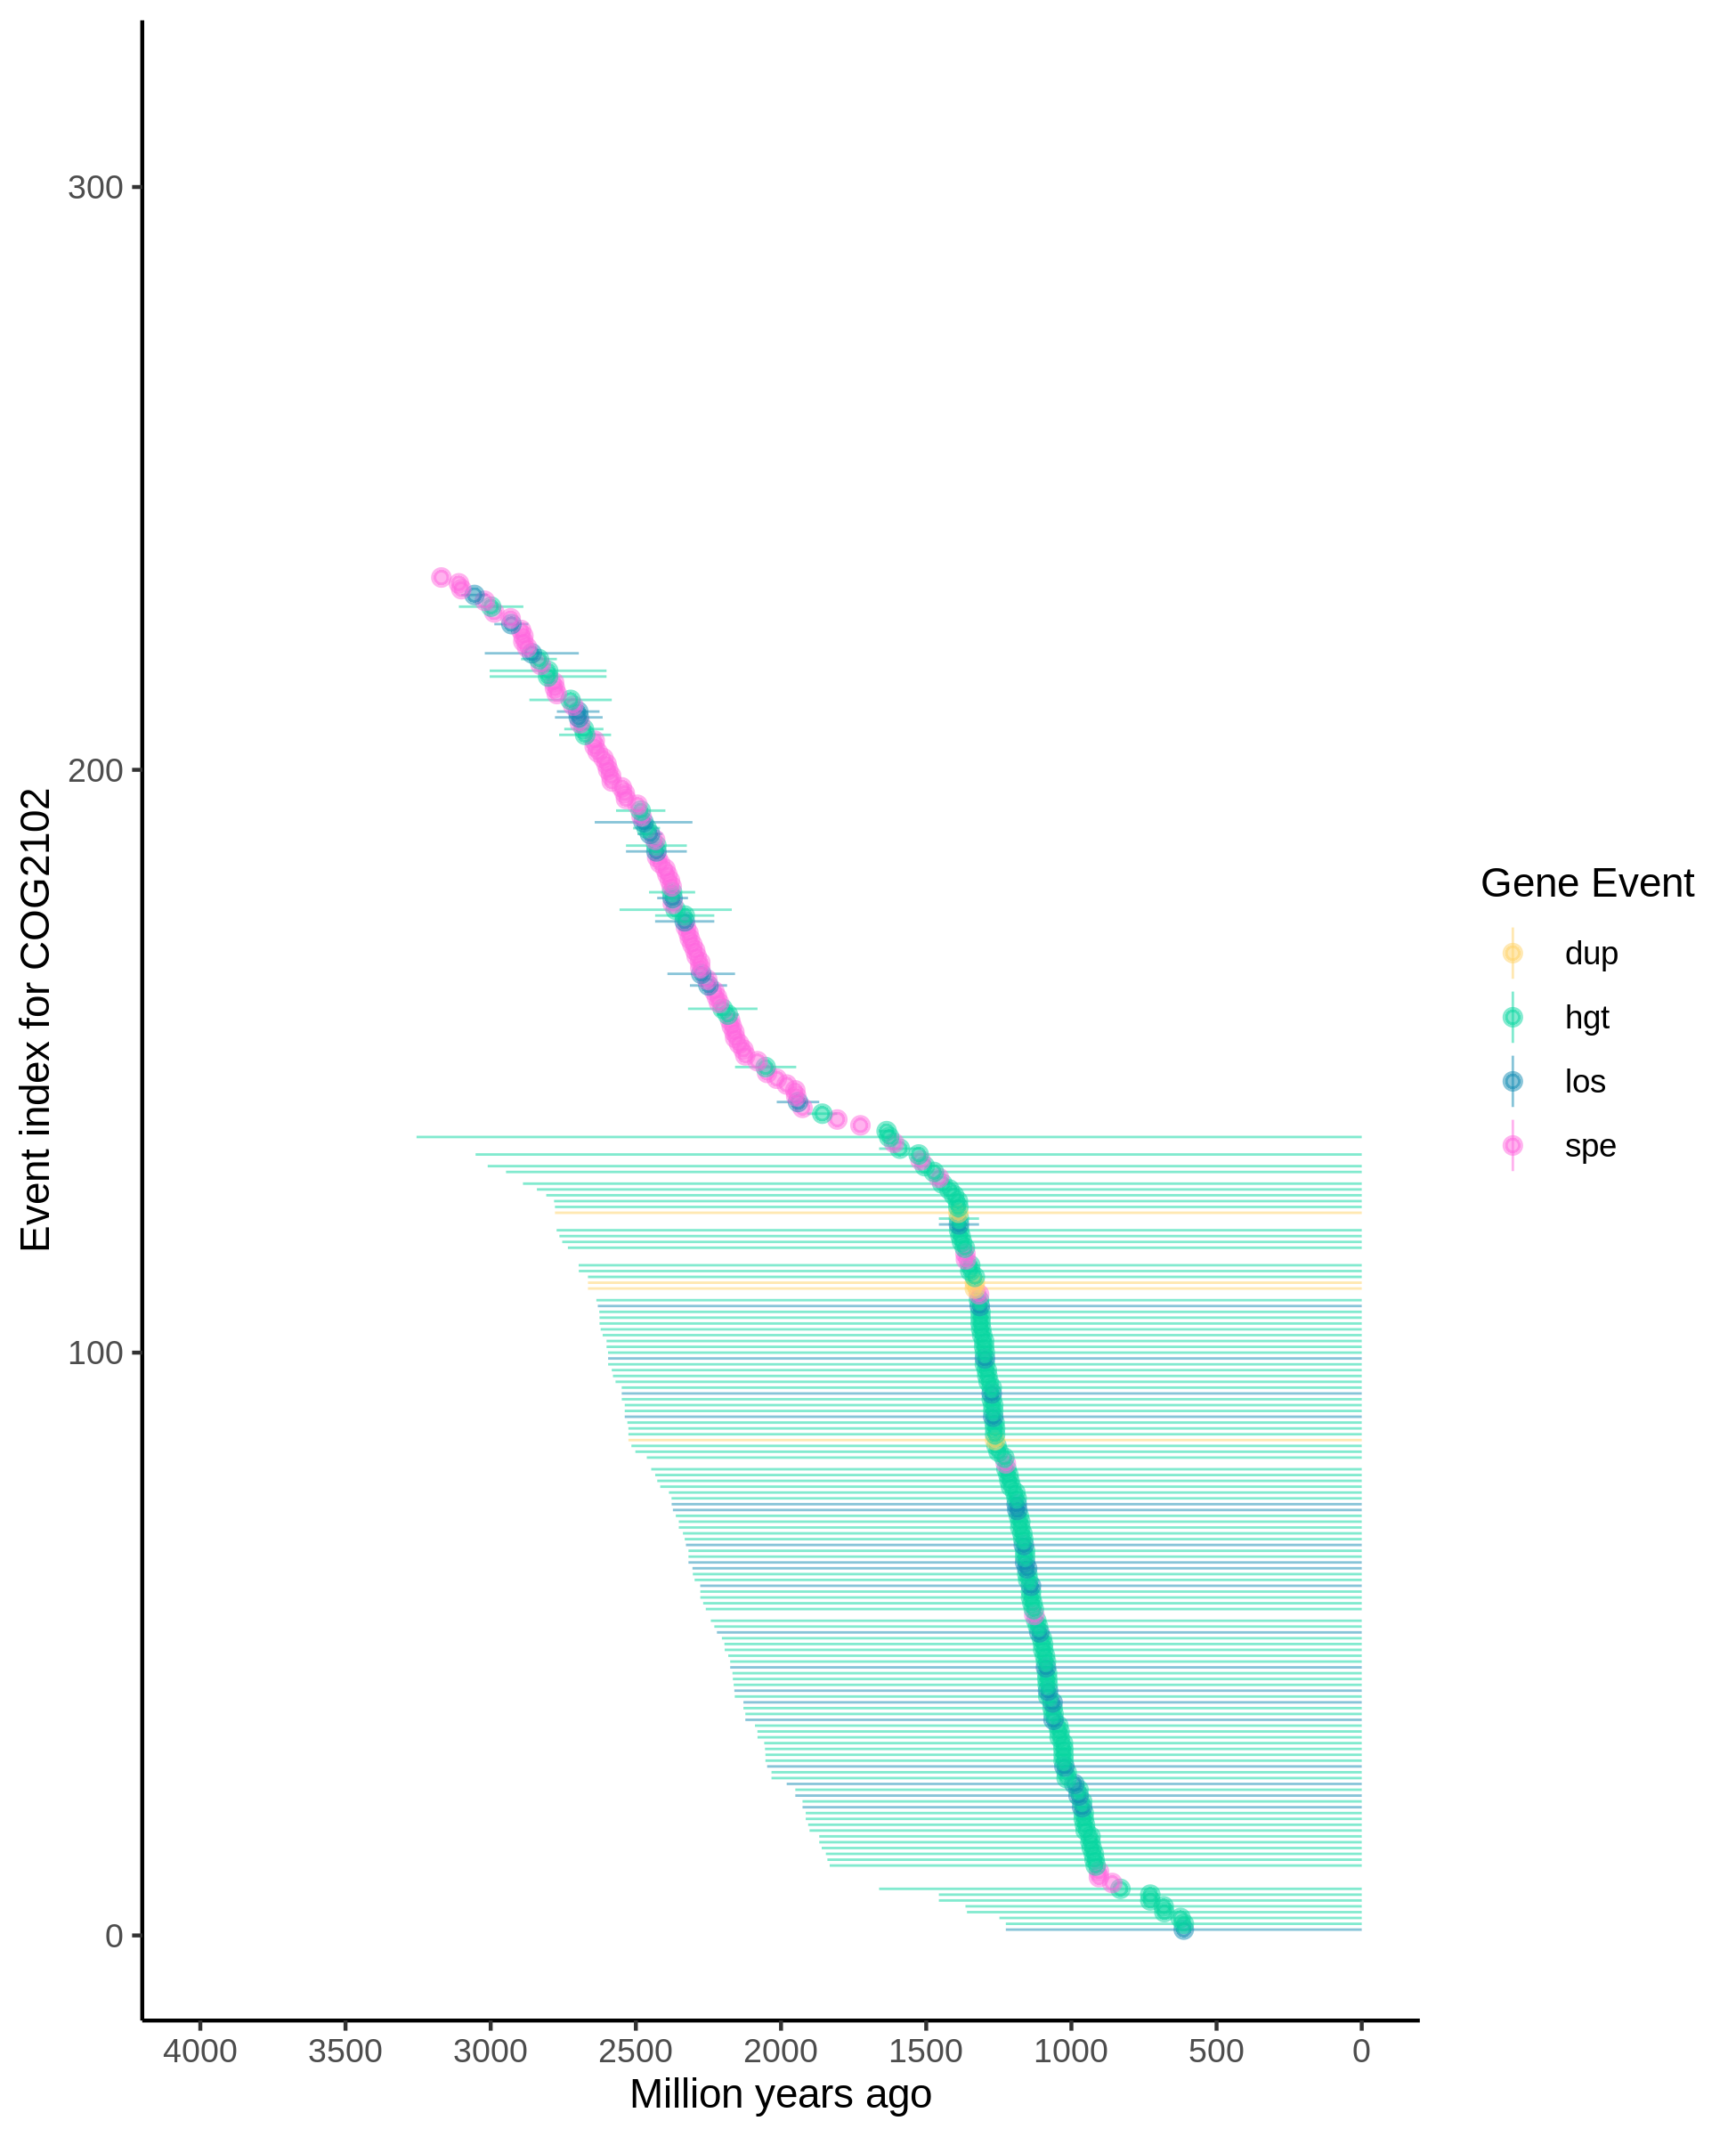 Event index for COG2102
300
200
100
0
4000 3500 3000 2500 2000 1500 1000 500 0
Million years ago
Gene Event
dup
hgt
los
spe